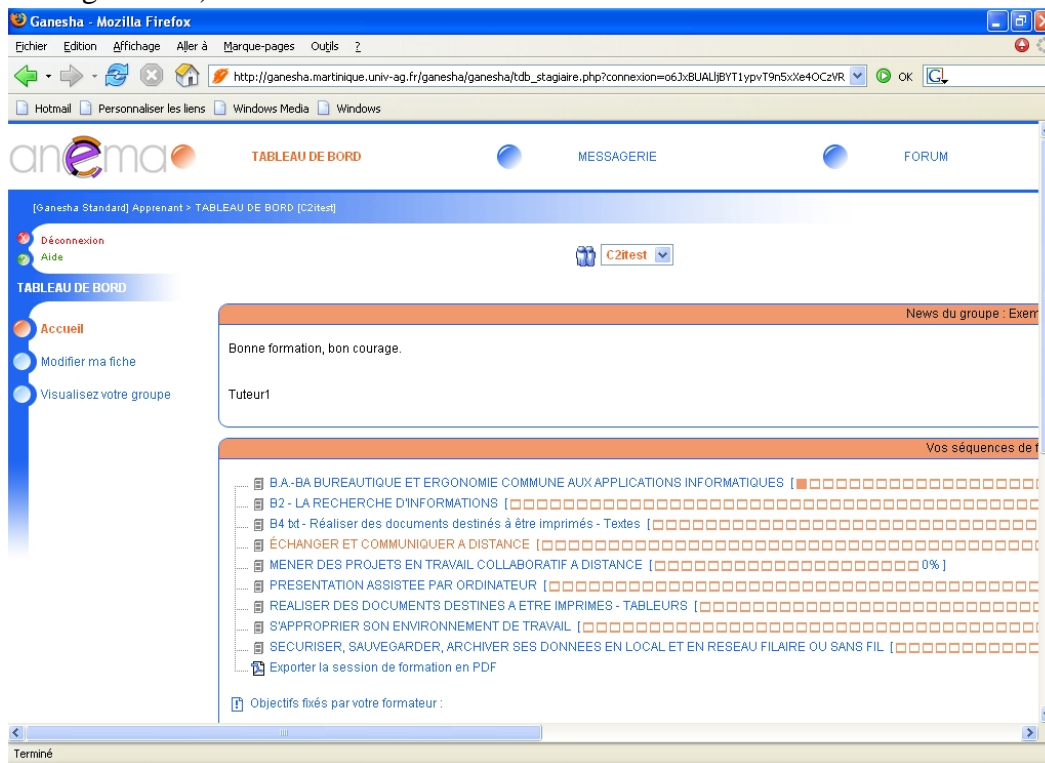 Ganesha - Mozilla Firefox
Fichier Edition Affichage Aller à Marque-pages Outils ?
http://ganesha.martinique.univ-ag.fr/ganesha/ganesha/tdb_stagiaire.php?connexion=o6JxBUALljBYT1ypvT9n5xXe4OCzVR OK G
Hotmail Personnaliser les liens Windows Media Windows
anema TABLEAU DE BORD MESSAGERIE FORUM
[Ganesha Standard] Apprenant > TABLEAU DE BORD [C2itest]
Déconnexion
Aide
C2itest
TABLEAU DE BORD
Accueil
Modifier ma fiche
Visualisez votre groupe
News du groupe : Exem
Bonne formation, bon courage.
Tuteur1
Vos séquences de f
B.A.-BA BUREAUTIQUE ET ERGONOMIE COMMUNE AUX APPLICATIONS INFORMATIQUES [
B2 - LA RECHERCHE D'INFORMATIONS [
B4 txt - Réaliser des documents destinés à être imprimés - Textes [
ÉCHANGER ET COMMUNIQUER A DISTANCE [
MENER DES PROJETS EN TRAVAIL COLLABORATIF A DISTANCE [ 0% ]
PRESENTATION ASSISTEE PAR ORDINATEUR [
REALISER DES DOCUMENTS DESTINES A ETRE IMPRIMES - TABLEURS [
S'APPROPRIER SON ENVIRONNEMENT DE TRAVAIL [
SECURISER, SAUVEGARDER, ARCHIVER SES DONNEES EN LOCAL ET EN RESEAU FILAIRE OU SANS FIL [
Exporter la session de formation en PDF
Objectifs fixés par votre formateur :
Terminé